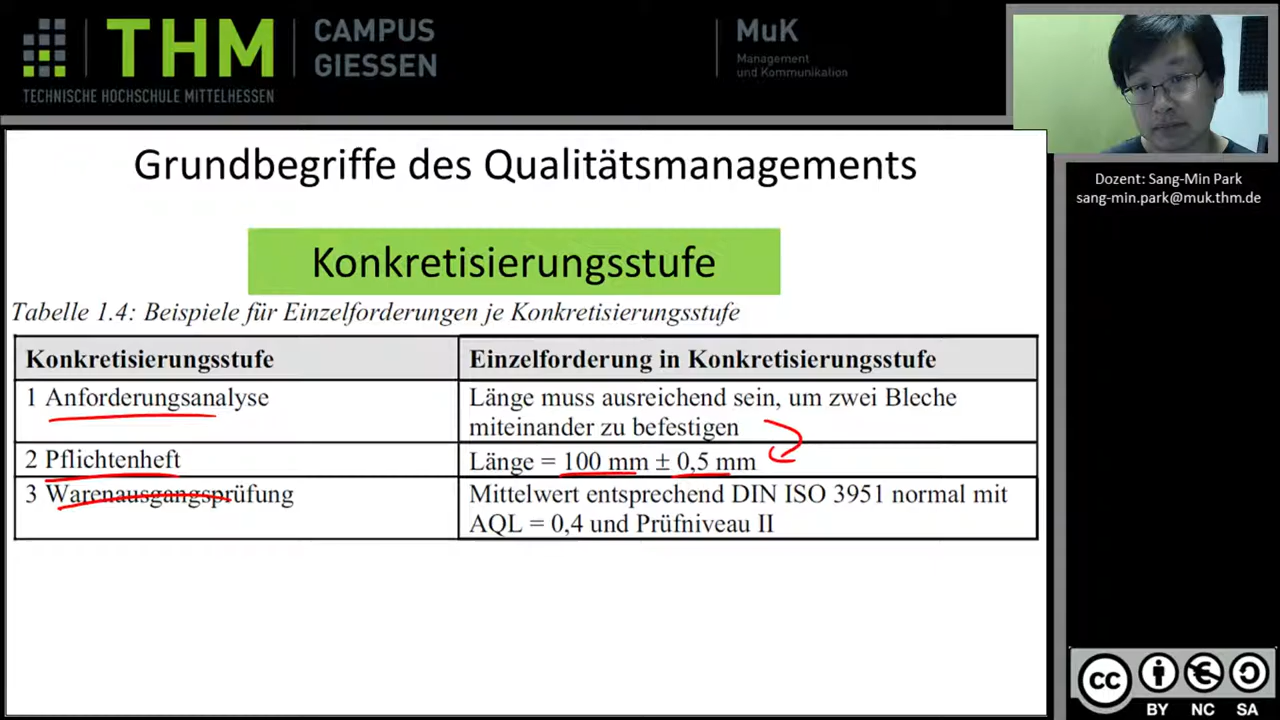 THM
CAMPUS
GIESSEN
TECHNISCHE HOCHSCHULE MITTELHESSEN
MuK
Management
und Kommunikation
Dozent: Sang-Min Park
sang-min.park@muk.thm.de
Grundbegriffe des Qualitätsmanagements
Konkretisierungsstufe
Tabelle 1.4: Beispiele für Einzelforderungen je Konkretisierungsstufe
Konkretisierungsstufe
Einzelforderung in Konkretisierungsstufe
1 Anforderungsanalyse
Länge muss ausreichend sein, um zwei Bleche
miteinander zu befestigen
2 Pflichtenheft
Länge = 100 mm ± 0,5 mm
3 Warenausgangsprüfung
Mittelwert entsprechend DIN ISO 3951 normal mit
AQL = 0,4 und Prüfniveau II
CC
BY NC SA